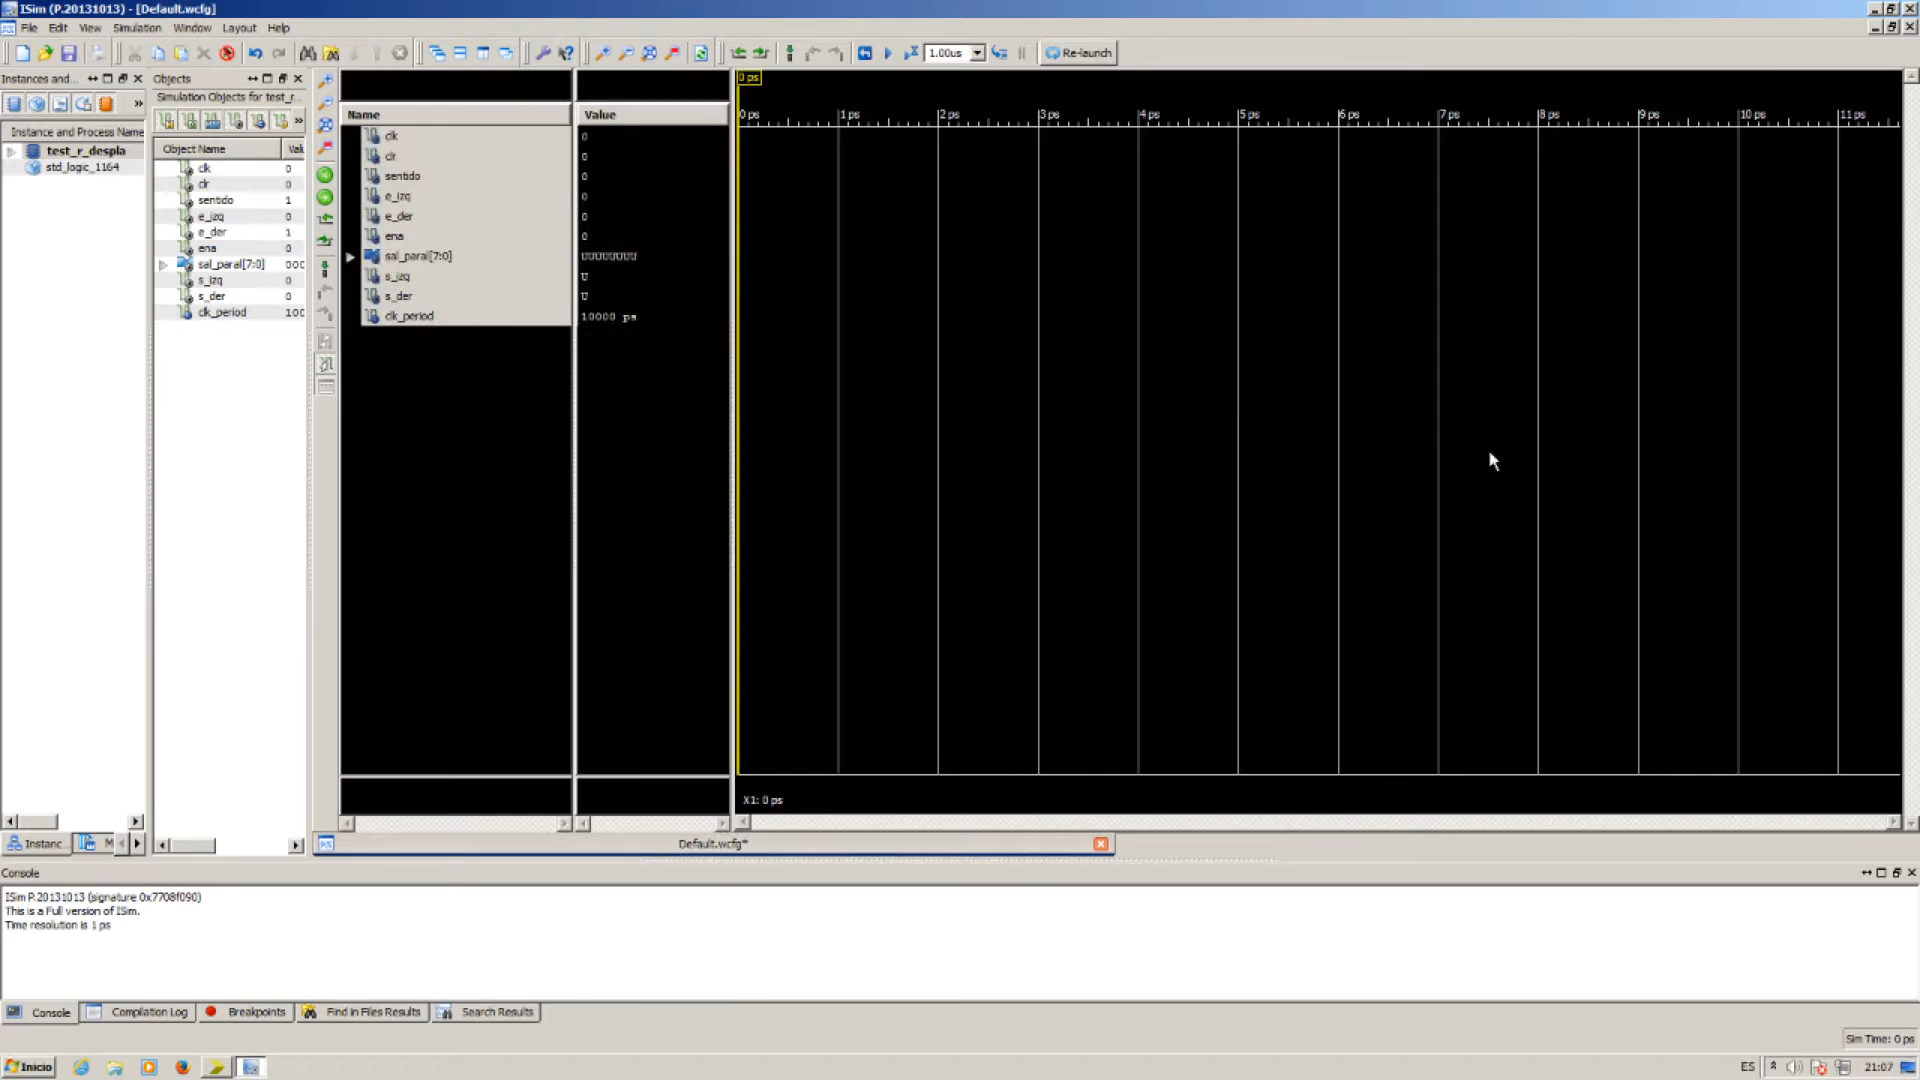 ISim (P.20131013) - [Default.wcfg]
File Edit View Simulation Window Layout Help
1.00us Re-launch
Instances and... Objects
Simulation Objects for test_r...
Instance and Process Name
test_r_despla
std_logic_1164
Object Name Val
clk 0
clr 0
sentido 1
e_izq 0
e_der 1
ena 0
sal_paral[7:0] 000
s_izq 0
s_der 0
clk_period 100
Name Value
clk 0
clr 0
sentido 0
e_izq 0
e_der 0
ena 0
sal_paral[7:0] UUUUUUUU
s_izq U
s_der U
clk_period 10000 ps
0 ps
0 ps 1 ps 2 ps 3 ps 4 ps 5 ps 6 ps 7 ps 8 ps 9 ps 10 ps 11 ps
X1: 0 ps
Instanc... M
Default.wcfg*
Console
ISim P.20131013 (signature 0x7708f090)
This is a Full version of ISim.
Time resolution is 1 ps
Console Compilation Log Breakpoints Find in Files Results Search Results
Sim Time: 0 ps
Inicio ES 21:07